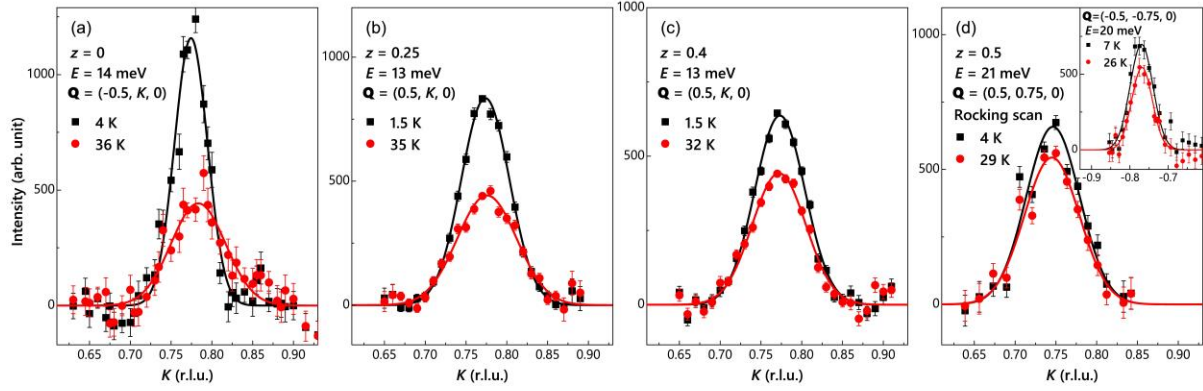 Intensity (arb. unit)
(a)
z = 0
E = 14 meV
Q = (-0.5, K, 0)
4 K
36 K
1000
500
0
0.65 0.70 0.75 0.80 0.85 0.90
K (r.l.u.)
(b)
z = 0.25
E = 13 meV
Q = (0.5, K, 0)
1.5 K
35 K
1000
500
0
0.65 0.70 0.75 0.80 0.85 0.90
K (r.l.u.)
(c)
z = 0.4
E = 13 meV
Q = (0.5, K, 0)
1.5 K
32 K
1000
500
0
0.65 0.70 0.75 0.80 0.85 0.90
K (r.l.u.)
(d)
z = 0.5
E = 21 meV
Q = (0.5, 0.75, 0)
Rocking scan
4 K
29 K
1000
500
0
0.65 0.70 0.75 0.80 0.85 0.90
K (r.l.u.)
Q=(-0.5, -0.75, 0)
E=20 meV
7 K
26 K
500
0
-0.9 -0.8 -0.7